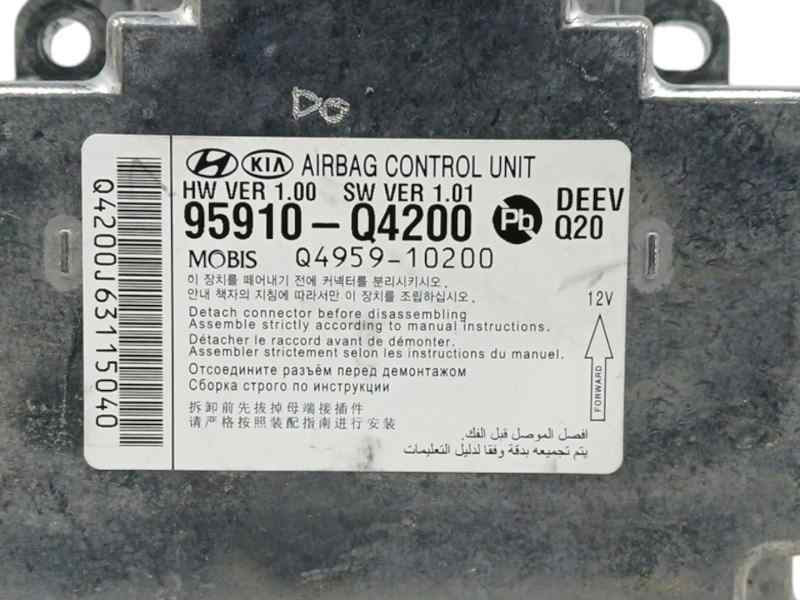 DG
HYUNDAI KIA AIRBAG CONTROL UNIT
HW VER 1.00 SW VER 1.01
95910-Q4200 Pb DEEV
MOBIS Q4959-10200 Q20
이 장치를 떼어내기 전에 커넥터를 분리시키시오.
안내 책자의 지침에 따라서만 이 장치를 조립하십시오.
12V
Detach connector before disassembling
Assemble strictly according to manual instructions.
Détacher le raccord avant de démonter.
Assembler strictement selon les instructions du manuel.
Отсоедините разъём перед демонтажом
Сборка строго по инструкции
FORWARD
拆卸前先拔掉母端接插件
请严格按照装配指南进行安装
افصل الموصل قبل الفك.
يتم تجميعه بدقة وفقا لدليل التعليمات
Q4200J63115040